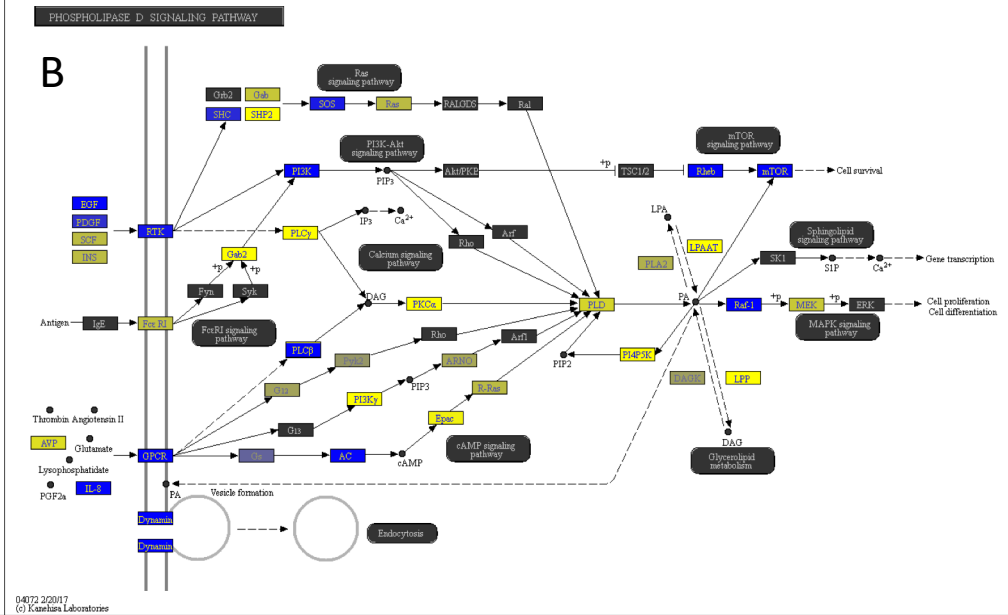 PHOSPHOLIPASE D SIGNALING PATHWAY
B
Ras
signaling pathway
Grb2
Gab
SHC
SHP2
SOS
Ras
RALGDS
Ral
PI3K-Akt
signaling pathway
mTOR
signaling pathway
PI3K
PIP3
Akt/PKB
+p
TSC1/2
Rheb
+p
mTOR
Cell survival
EGF
PDGF
SCF
INS
RTK
PLCγ
IP3
Ca2+
Rho
Arf
LPA
LPAAT
PLA2
Sphingolipid
signaling pathway
SK1
S1P
Ca2+
Gene transcription
Gab2
+p
+p
Fyn
Syk
Calcium signaling
pathway
DAG
PKCα
PLD
PA
Raf-1
+p
MEK
+p
ERK
Cell proliferation
Cell differentiation
MAPK signaling
pathway
Antigen
IgE
FcεRI
FcεRI signaling
pathway
PLCβ
Rho
Arf1
Pyk2
ARNO
PIP2
PI4P5K
DAGK
LPP
G12
PI3Kγ
PIP3
R-Ras
Epac
G13
Thrombin
Angiotensin II
AVP
Glutamate
Lysophosphatidate
PGF2a
IL-8
GPCR
Gs
AC
cAMP
cAMP signaling
pathway
DAG
Glycerolipid
metabolism
PA
Vesicle formation
Dynamin
Dynamin
Endocytosis
04072 2/20/17
(c) Kanehisa Laboratories